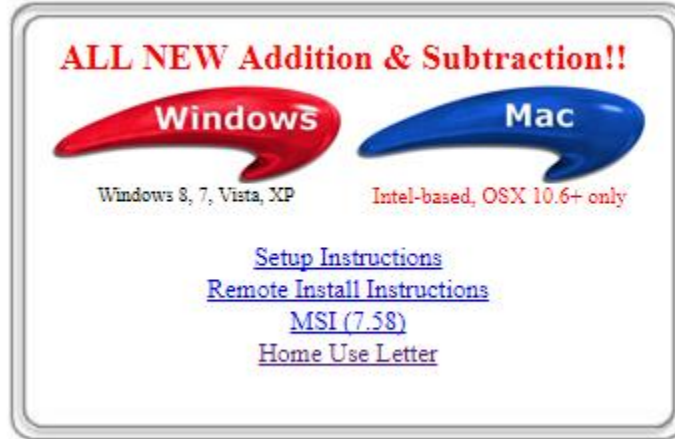 ALL NEW Addition & Subtraction!!
Windows
Mac
Windows 8, 7, Vista, XP
Intel-based, OSX 10.6+ only
Setup Instructions
Remote Install Instructions
MSI (7.58)
Home Use Letter